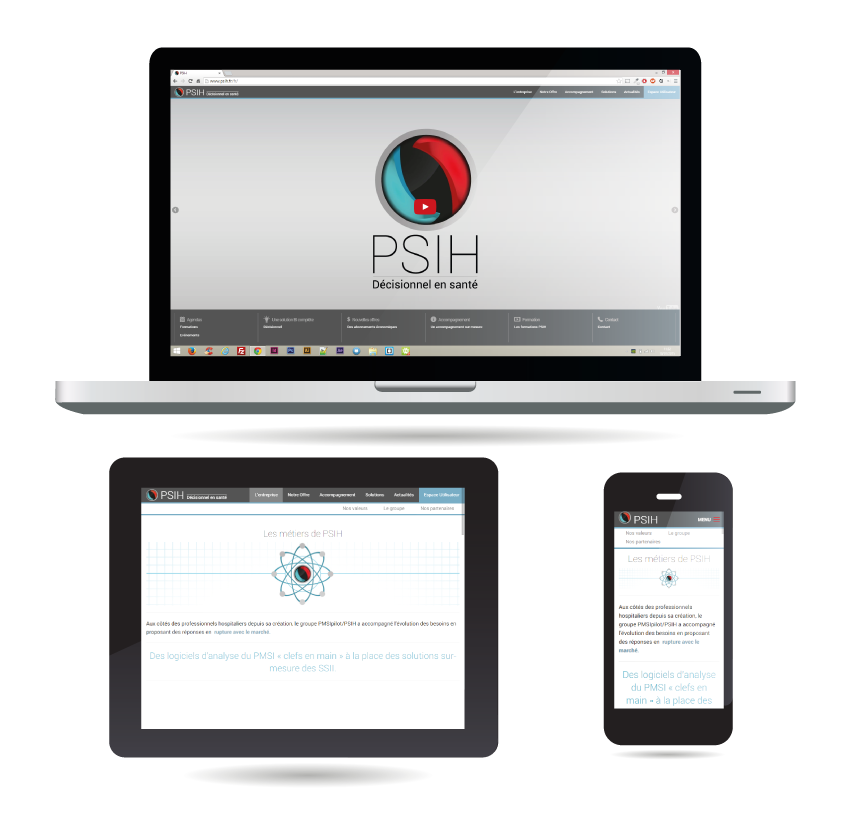 PSIH
www.psih.fr
PSIH Décisionnel en santé
L'entreprise Notre Offre Accompagnement Solutions Actualités Espace Utilisateur
PSIH
Décisionnel en santé
Agendas
Formations
Evénements
Une solution BI complète
Décisionnel
Nouvelles offres
Des abonnements économiques
Accompagnement
Un accompagnement sur mesure
Formation
Les formations PSIH
Contact
Contact
PSIH Décisionnel en santé
L'entreprise Notre Offre Accompagnement Solutions Actualités Espace Utilisateur
Nos valeurs Le groupe Nos partenaires
Les métiers de PSIH
Aux côtés des professionnels hospitaliers depuis sa création, le groupe PMSIpilot/PSIH a accompagné l'évolution des besoins en
proposant des réponses en rupture avec le marché
Des logiciels d'analyse du PMSI « clefs en main » à la place des solutions sur-
mesure des SSII.
PSIH MENU
Nos valeurs Le groupe
Nos partenaires
Les métiers de PSIH
Aux côtés des professionnels
hospitaliers depuis sa création, le
groupe PMSIpilot/PSIH a accompagné
l'évolution des besoins en proposant
des réponses en rupture avec le
marché
Des logiciels d'analyse
du PMSI « clefs en
main » à la place des